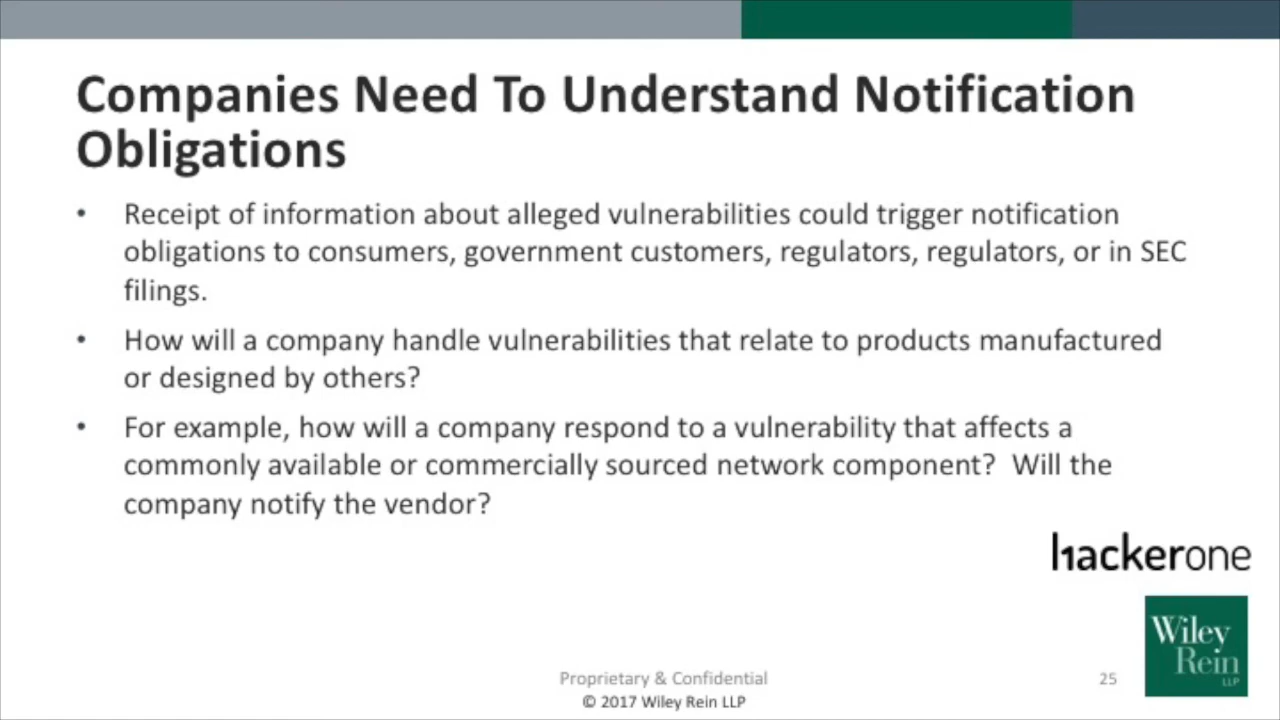 Companies Need To Understand Notification
Obligations
• Receipt of information about alleged vulnerabilities could trigger notification
obligations to consumers, government customers, regulators, regulators, or in SEC
filings.
• How will a company handle vulnerabilities that relate to products manufactured
or designed by others?
• For example, how will a company respond to a vulnerability that affects a
commonly available or commercially sourced network component?  Will the
company notify the vendor?
hackerone
Wiley
Rein
LLP
Proprietary & Confidential
25
© 2017 Wiley Rein LLP